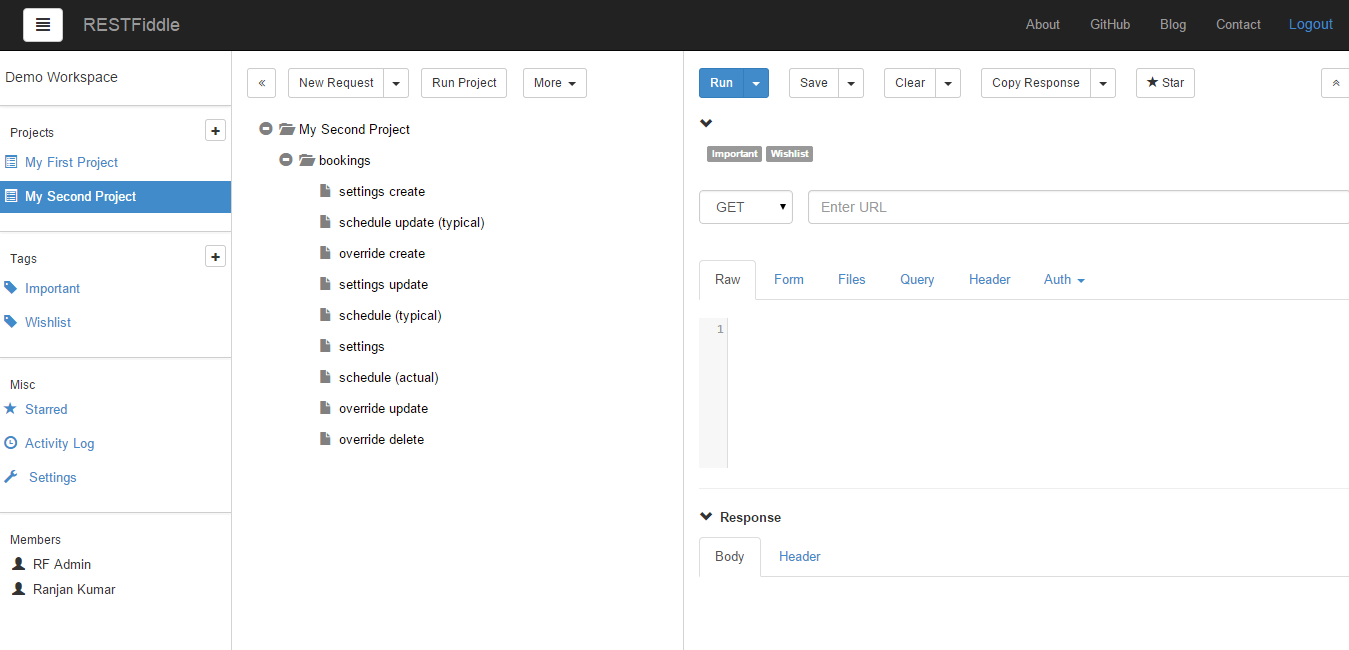 RESTFiddle
About GitHub Blog Contact Logout
Demo Workspace
Projects
My First Project
My Second Project
Tags
Important
Wishlist
Misc
Starred
Activity Log
Settings
Members
RF Admin
Ranjan Kumar
« New Request Run Project More
My Second Project
bookings
settings create
schedule update (typical)
override create
settings update
schedule (typical)
settings
schedule (actual)
override update
override delete
Run Save Clear Copy Response Star
Important Wishlist
GET Enter URL
Raw Form Files Query Header Auth
1
Response
Body Header